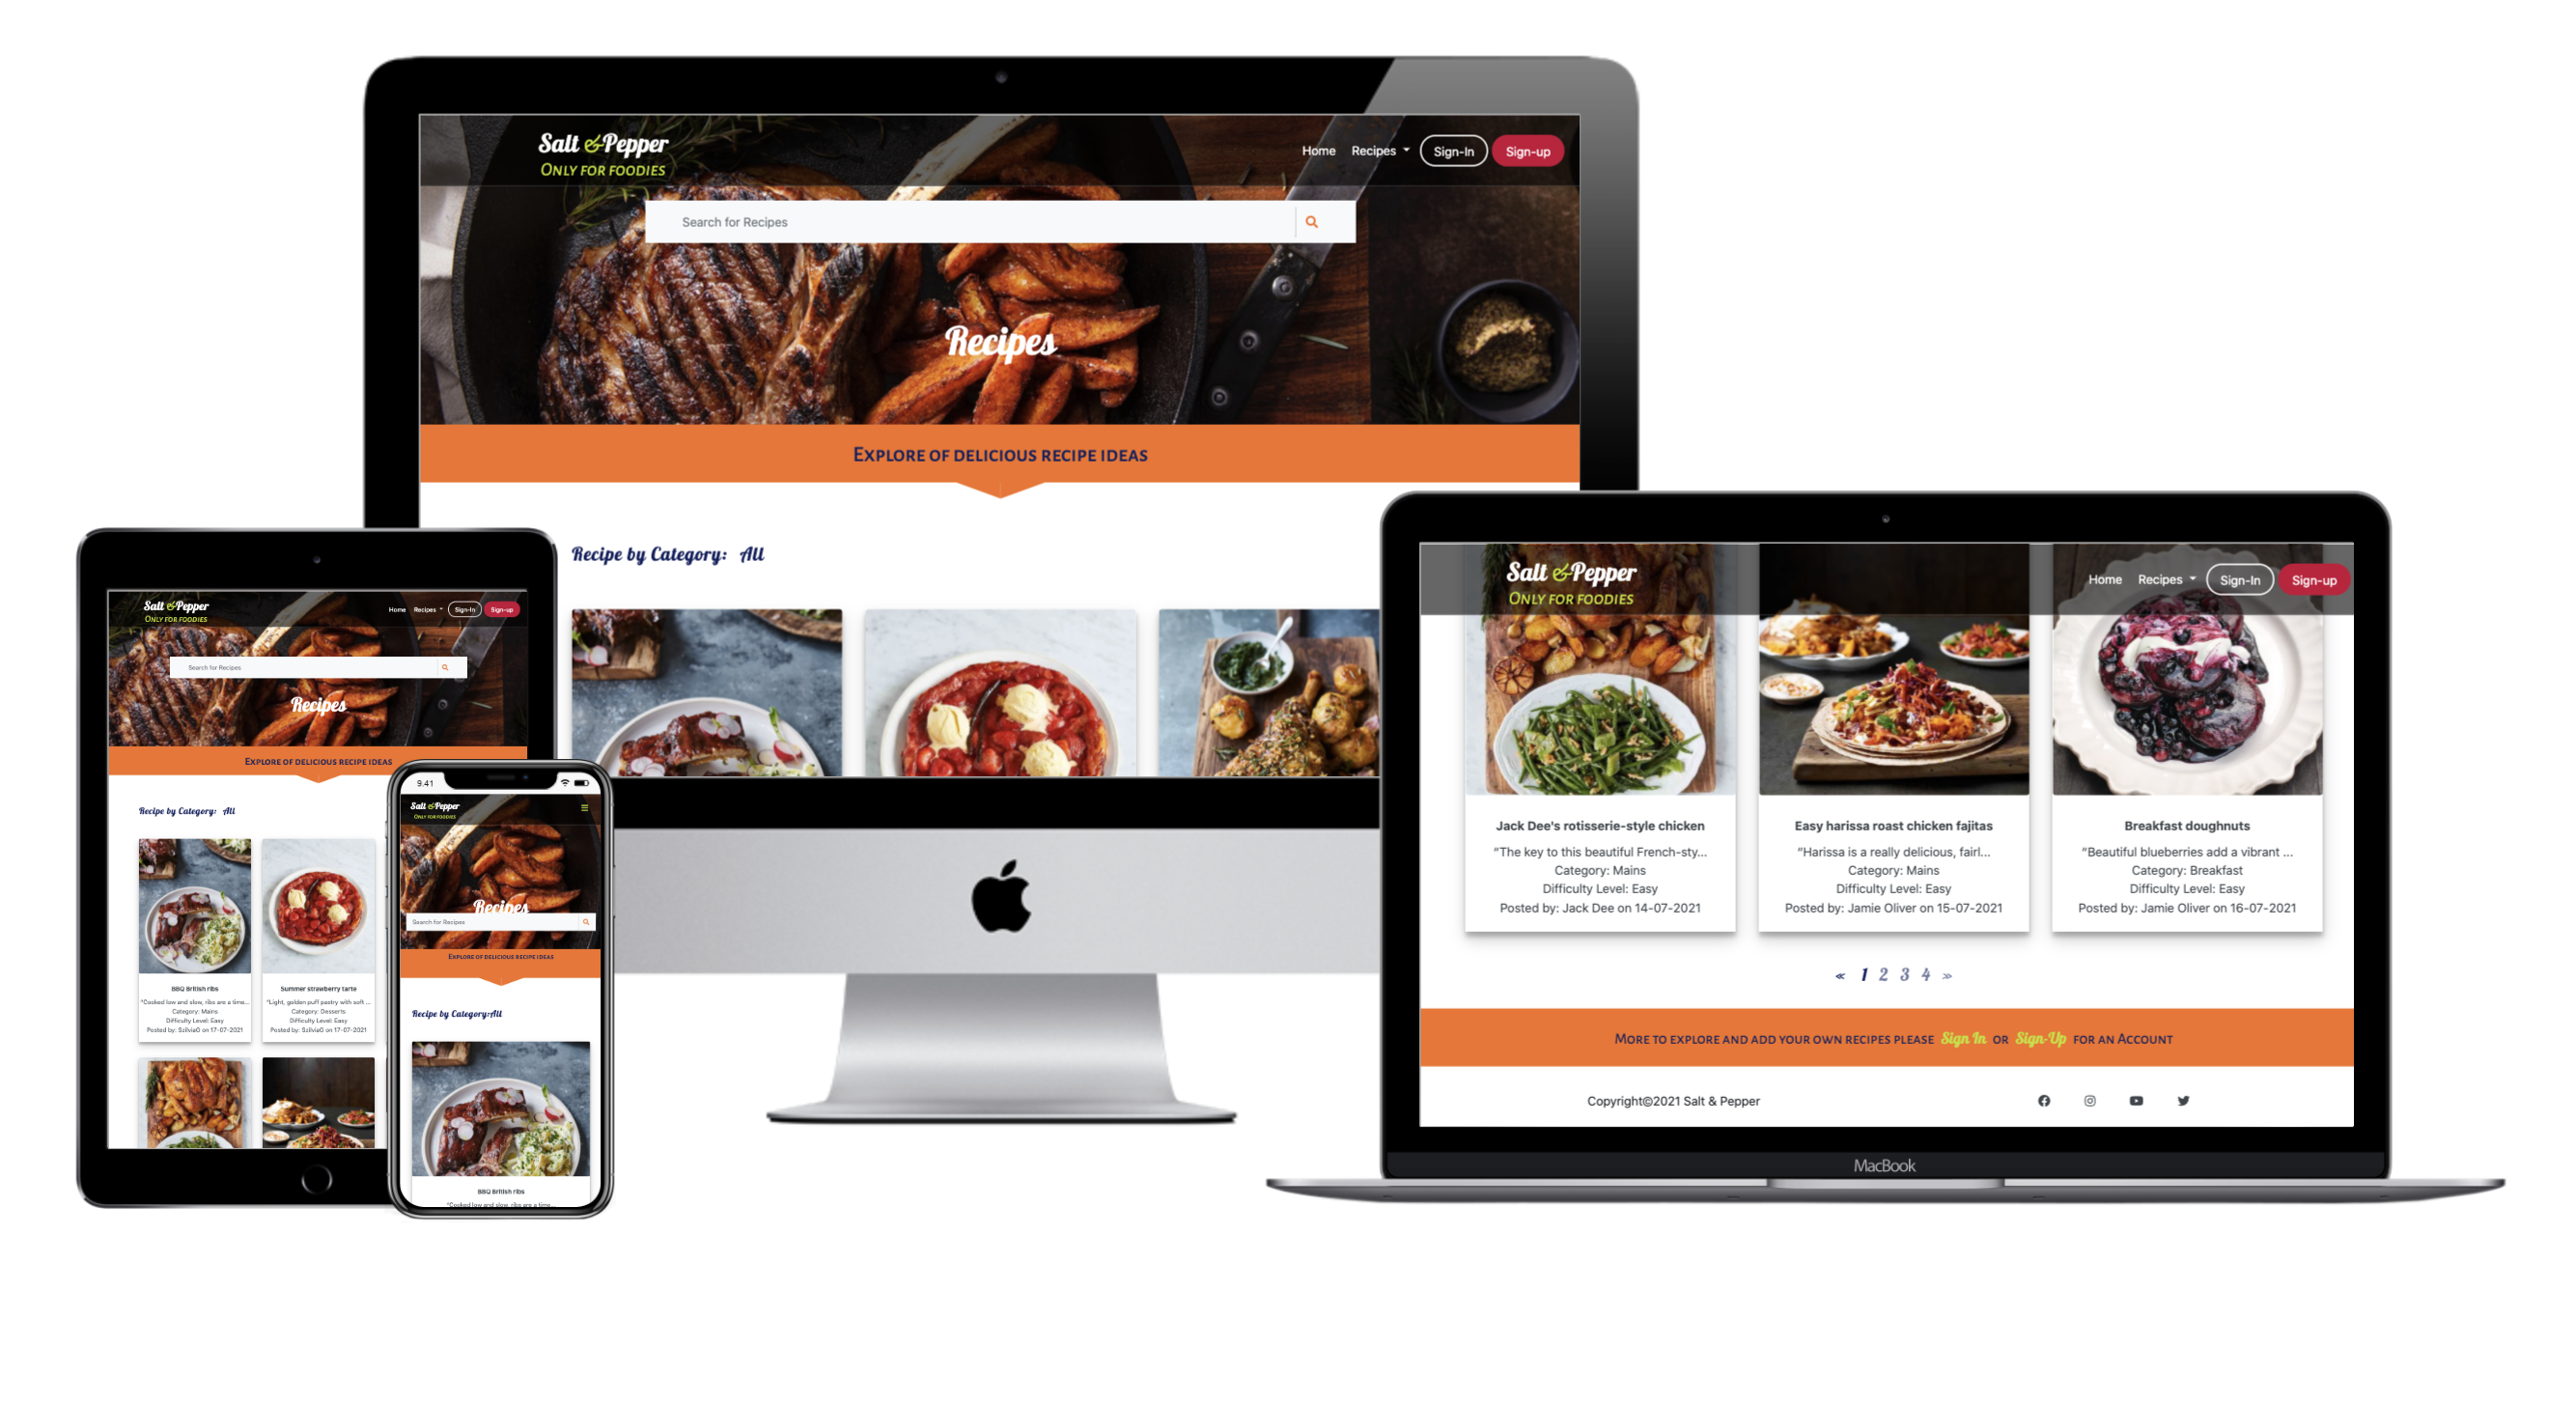 Salt & Pepper
Only for foodies
Home Recipes Sign-In Sign-up
Search for Recipes
Recipes
Explore of delicious recipe ideas
Recipe by Category: All
Salt & Pepper
Only for foodies
Home Recipes Sign-In Sign-up
Search for Recipes
Recipes
Explore of delicious recipe ideas
Recipe by Category: All
BBQ British ribs
"Cooked low and slow, ribs are a time...
Category: Mains
Difficulty Level: Easy
Posted by: SzilviaG on 17-07-2021
Summer strawberry tarte
"Light, golden puff pastry with soft ...
Category: Desserts
Difficulty Level: Easy
Posted by: SzilviaG on 17-07-2021
9:41
Salt & Pepper
Only for foodies
Recipes
Search for Recipes
Explore of delicious recipe ideas
Recipe by Category:All
BBQ British ribs
"Cooked low and slow, ribs are a time...
Salt & Pepper
Only for foodies
Home Recipes Sign-In Sign-up
Jack Dee's rotisserie-style chicken
"The key to this beautiful French-sty...
Category: Mains
Difficulty Level: Easy
Posted by: Jack Dee on 14-07-2021
Easy harissa roast chicken fajitas
"Harissa is a really delicious, fairl...
Category: Mains
Difficulty Level: Easy
Posted by: Jamie Oliver on 15-07-2021
Breakfast doughnuts
"Beautiful blueberries add a vibrant ...
Category: Breakfast
Difficulty Level: Easy
Posted by: Jamie Oliver on 16-07-2021
« 1 2 3 4 »
More to explore and add your own recipes please Sign In or Sign-Up for an Account
Copyright©2021 Salt & Pepper
MacBook